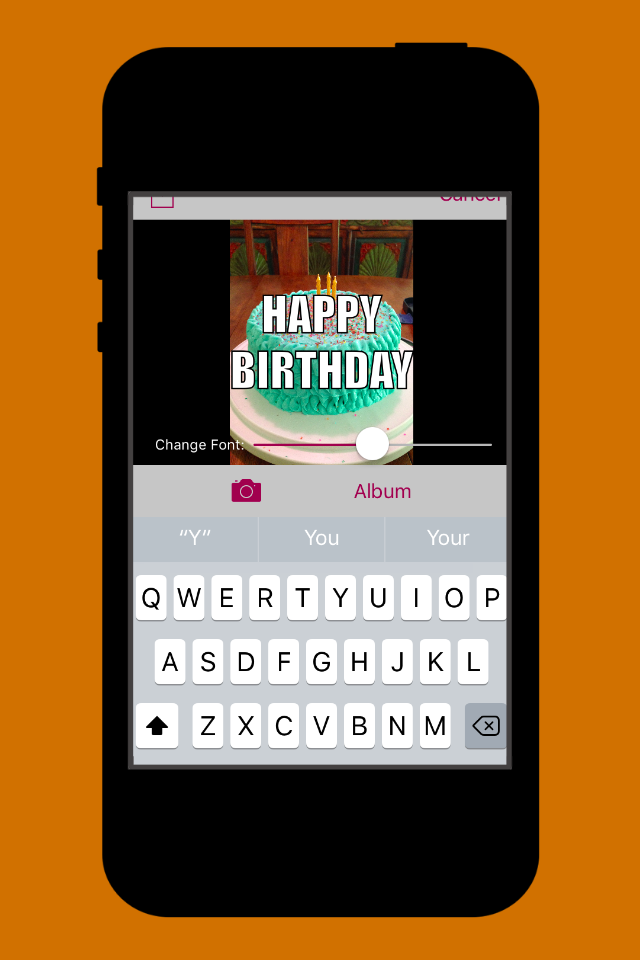 Cancel
HAPPY
BIRTHDAY
Change Font:
Album
"Y" You Your
Q W E R T Y U I O P
A S D F G H J K L
Z X C V B N M